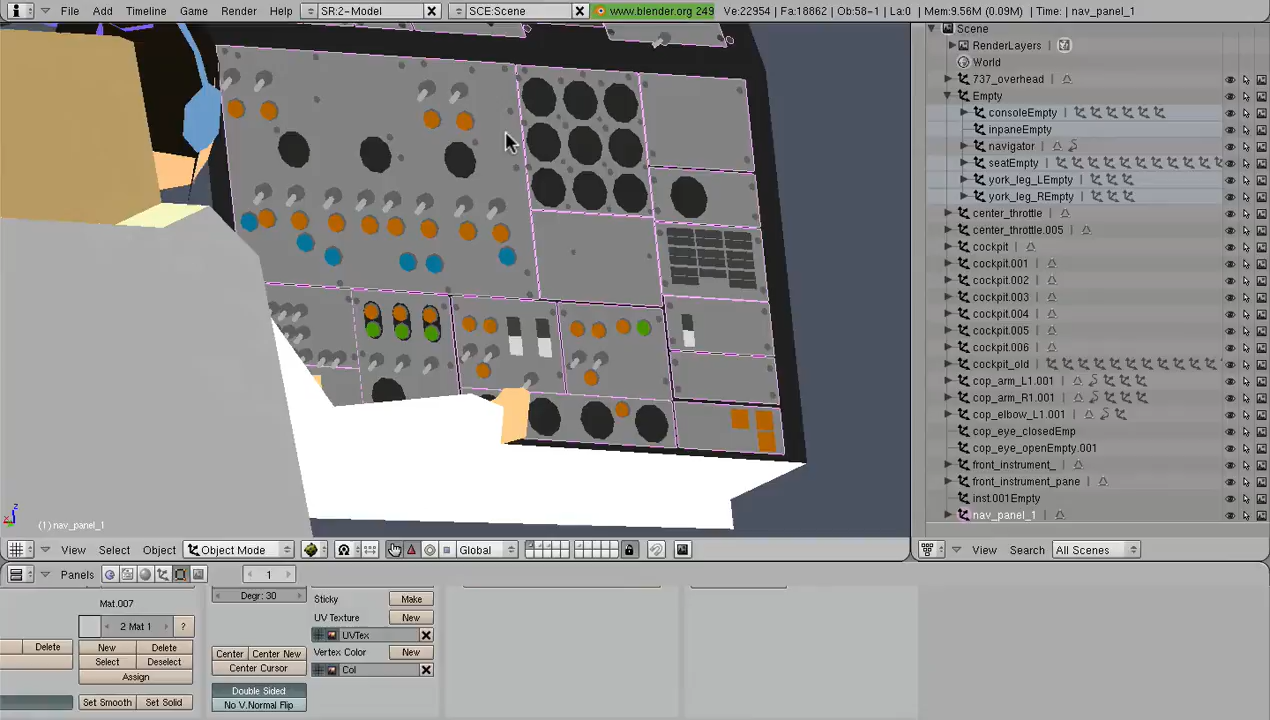 File Add Timeline Game Render Help SR:2-Model SCE:Scene www.blender.org 249 Ve:22954 | Fa:18862 | Ob:58-1 | La:0 | Mem:9.56M (0.09M) | Time: | nav_panel_1
Scene
RenderLayers
World
737_overhead
Empty
consoleEmpty
inpaneEmpty
navigator
seatEmpty
york_leg_LEmpty
york_leg_REmpty
center_throttle
center_throttle.005
cockpit
cockpit.001
cockpit.002
cockpit.003
cockpit.004
cockpit.005
cockpit.006
cockpit_old
cop_arm_L1.001
cop_arm_R1.001
cop_elbow_L1.001
cop_eye_closedEmp
cop_eye_openEmpty.001
front_instrument_
front_instrument_pane
inst.001Empty
nav_panel_1
z
(1) nav_panel_1
View Select Object Object Mode Global
View Search All Scenes
Panels 1
Mat.007
2 Mat 1 ?
Delete
New Delete
Select Deselect
Assign
Set Smooth Set Solid
Degr: 30
Center Center New
Center Cursor
Double Sided
No V.Normal Flip
Sticky Make
UV Texture New
UVTex
Vertex Color New
Col